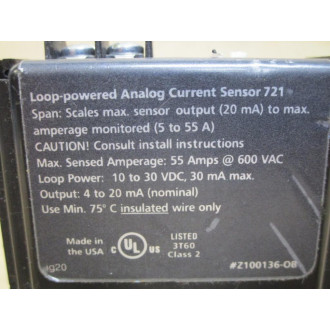 Loop-powered Analog Current Sensor 721
Span: Scales max. sensor output (20 mA) to max.
amperage monitored (5 to 55 A)
CAUTION! Consult install instructions
Max. Sensed Amperage: 55 Amps @ 600 VAC
Loop Power: 10 to 30 VDC, 30 mA max.
Output: 4 to 20 mA (nominal)
Use Min. 75° C insulated wire only
Made in
the USA
C UL US
LISTED
3T60
Class 2
#Z100136-0B